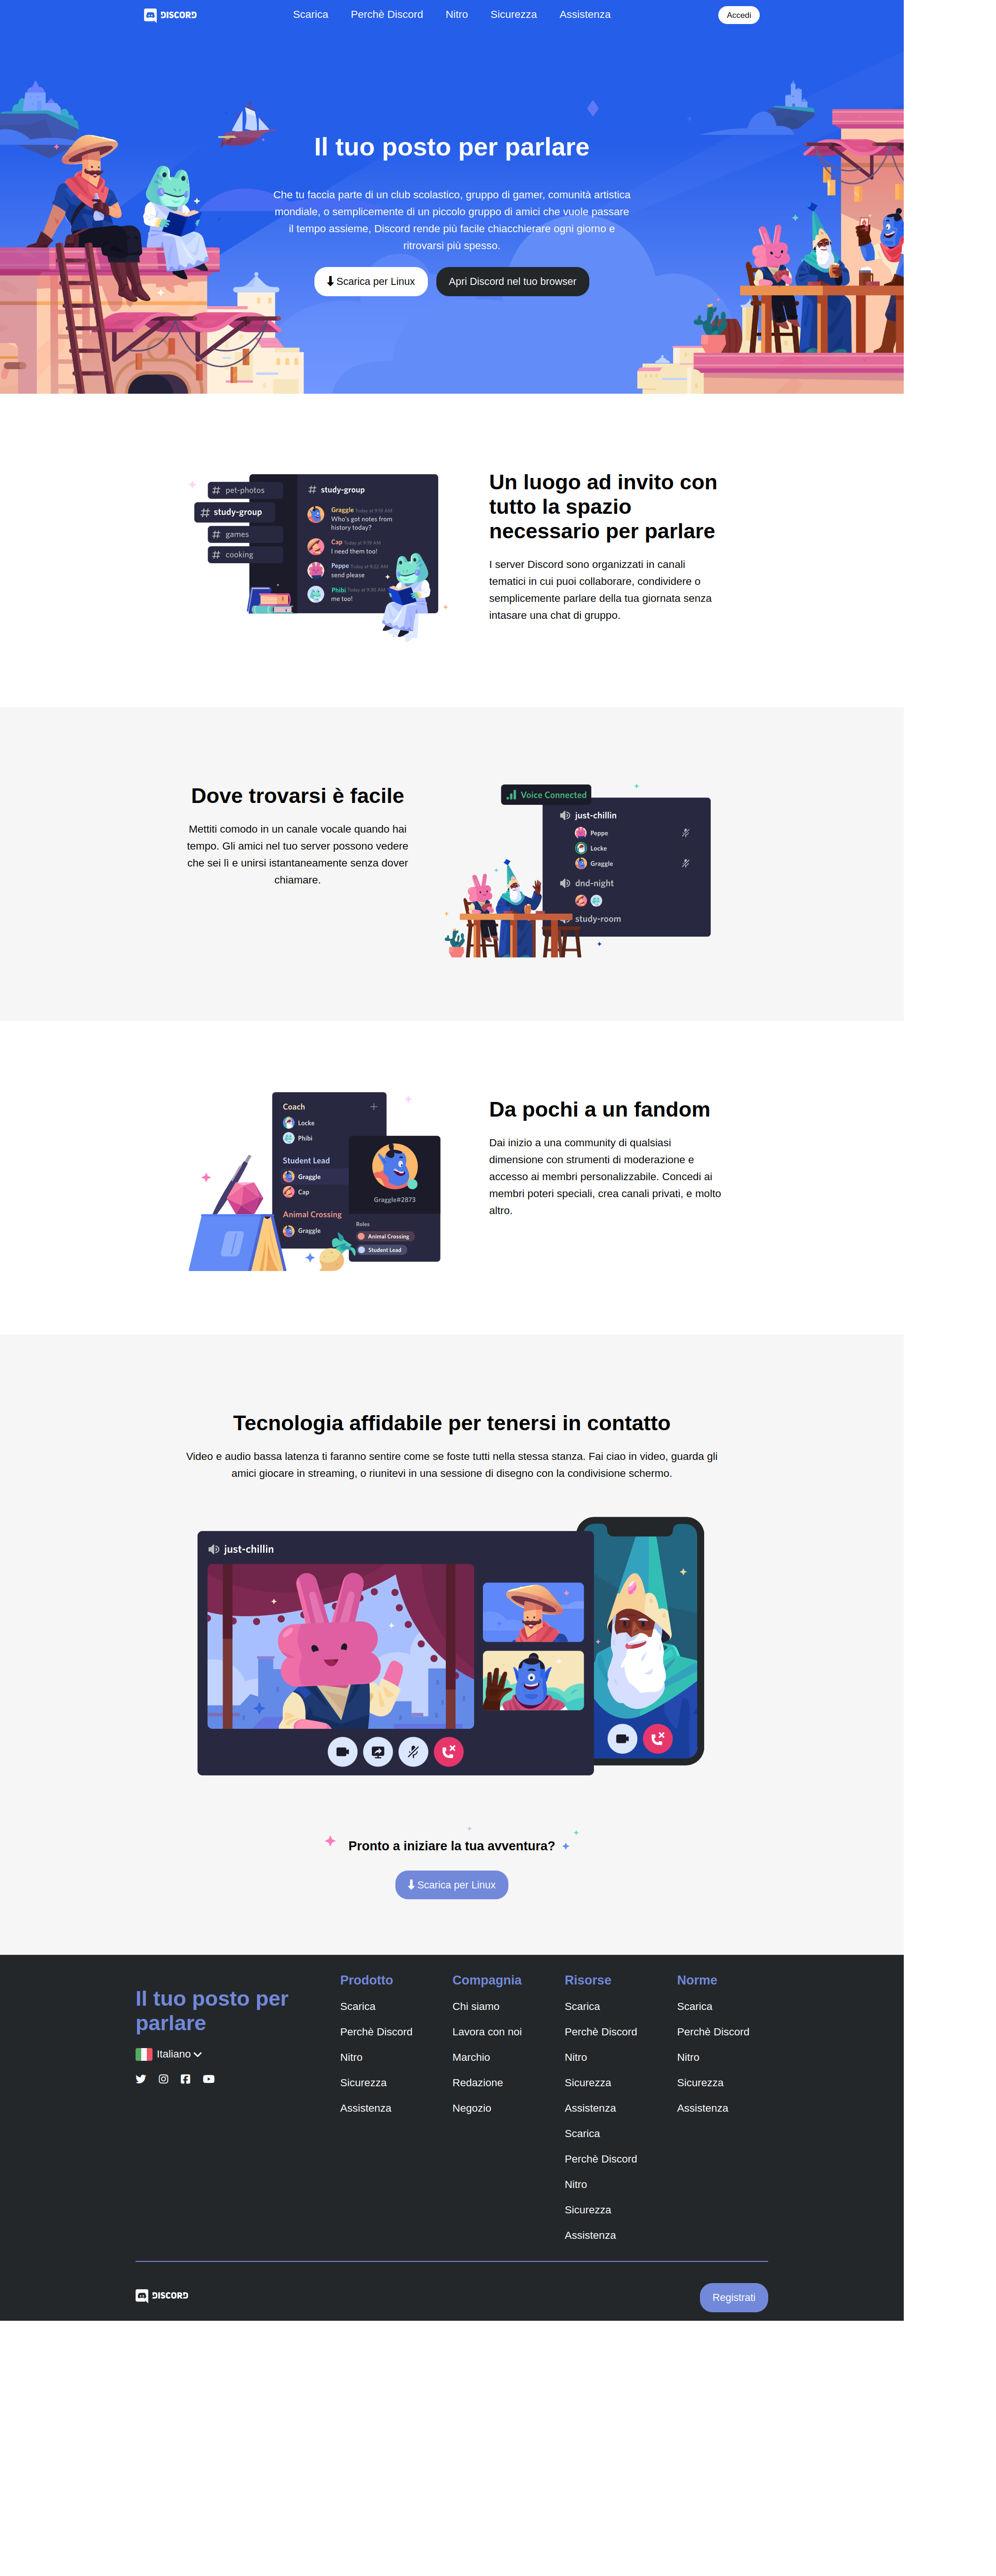 DISCORD
Scarica Perchè Discord Nitro Sicurezza Assistenza
Accedi
Il tuo posto per parlare
Che tu faccia parte di un club scolastico, gruppo di gamer, comunità artistica
mondiale, o semplicemente di un piccolo gruppo di amici che vuole passare
il tempo assieme, Discord rende più facile chiacchierare ogni giorno e
ritrovarsi più spesso.
Scarica per Linux
Apri Discord nel tuo browser
# pet-photos
# study-group
# games
# cooking
# study-group
Graggle Today at 9:18 AM
Who's got notes from
history today?
Cap Today at 9:19 AM
I need them too!
Peppe Today at 9:22 AM
send please
Phibi Today at 9:30 AM
me too!
Un luogo ad invito con
tutto la spazio
necessario per parlare
I server Discord sono organizzati in canali
tematici in cui puoi collaborare, condividere o
semplicemente parlare della tua giornata senza
intasare una chat di gruppo.
Dove trovarsi è facile
Mettiti comodo in un canale vocale quando hai
tempo. Gli amici nel tuo server possono vedere
che sei lì e unirsi istantaneamente senza dover
chiamare.
Voice Connected
just-chillin
Peppe
Locke
Graggle
dnd-night
study-room
Coach
Locke
Phibi
Student Lead
Graggle
Cap
Animal Crossing
Graggle
Graggle#2873
Roles
Animal Crossing
Student Lead
Da pochi a un fandom
Dai inizio a una community di qualsiasi
dimensione con strumenti di moderazione e
accesso ai membri personalizzabile. Concedi ai
membri poteri speciali, crea canali privati, e molto
altro.
Tecnologia affidabile per tenersi in contatto
Video e audio bassa latenza ti faranno sentire come se foste tutti nella stessa stanza. Fai ciao in video, guarda gli
amici giocare in streaming, o riunitevi in una sessione di disegno con la condivisione schermo.
just-chillin
Pronto a iniziare la tua avventura?
Scarica per Linux
Il tuo posto per
parlare
Italiano
Prodotto
Scarica
Perchè Discord
Nitro
Sicurezza
Assistenza
Compagnia
Chi siamo
Lavora con noi
Marchio
Redazione
Negozio
Risorse
Scarica
Perchè Discord
Nitro
Sicurezza
Assistenza
Scarica
Perchè Discord
Nitro
Sicurezza
Assistenza
Norme
Scarica
Perchè Discord
Nitro
Sicurezza
Assistenza
DISCORD
Registrati